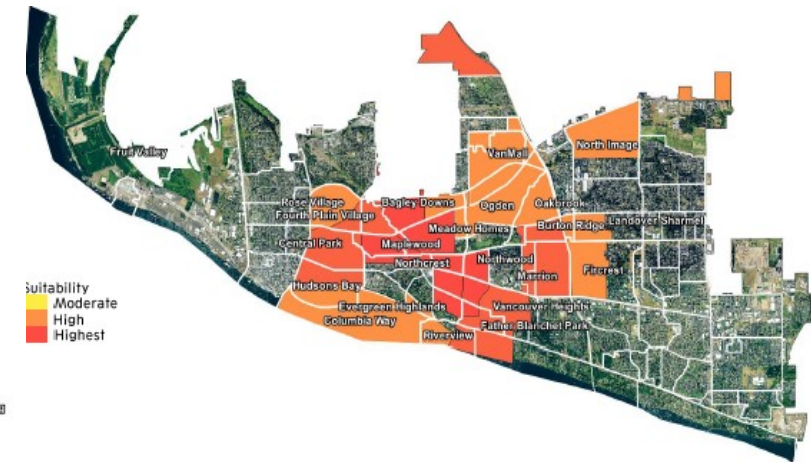 Fruit Valley
VanMall
North Image
Rose Village
Bagley Downs
Ogden
Oakbrook
Fourth Plain Village
Meadow Homes
Burton Ridge
Landover Sharmel
Central Park
Maplewood
Northcrest
Northwood
Marrion
Fircrest
Hudsons Bay
Evergreen Highlands
Vancouver Heights
Columbia Way
Father Blanchet Park
Riverview
Suitability
Moderate
High
Highest